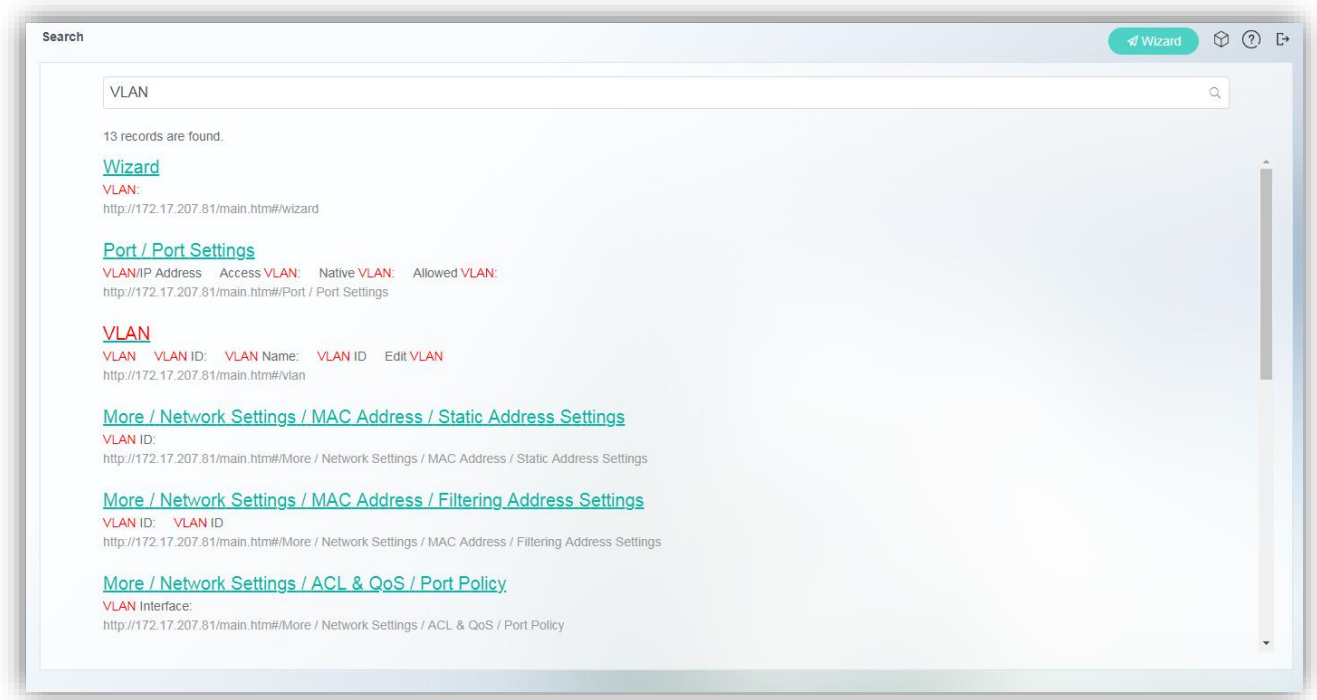 Search
Wizard
VLAN
13 records are found.
Wizard
VLAN:
http://172.17.207.81/main.htm#/wizard
Port / Port Settings
VLAN/IP Address Access VLAN: Native VLAN: Allowed VLAN:
http://172.17.207.81/main.htm#/Port / Port Settings
VLAN
VLAN VLAN ID: VLAN Name: VLAN ID Edit VLAN
http://172.17.207.81/main.htm#/vlan
More / Network Settings / MAC Address / Static Address Settings
VLAN ID:
http://172.17.207.81/main.htm#/More / Network Settings / MAC Address / Static Address Settings
More / Network Settings / MAC Address / Filtering Address Settings
VLAN ID: VLAN ID
http://172.17.207.81/main.htm#/More / Network Settings / MAC Address / Filtering Address Settings
More / Network Settings / ACL & QoS / Port Policy
VLAN Interface:
http://172.17.207.81/main.htm#/More / Network Settings / ACL & QoS / Port Policy